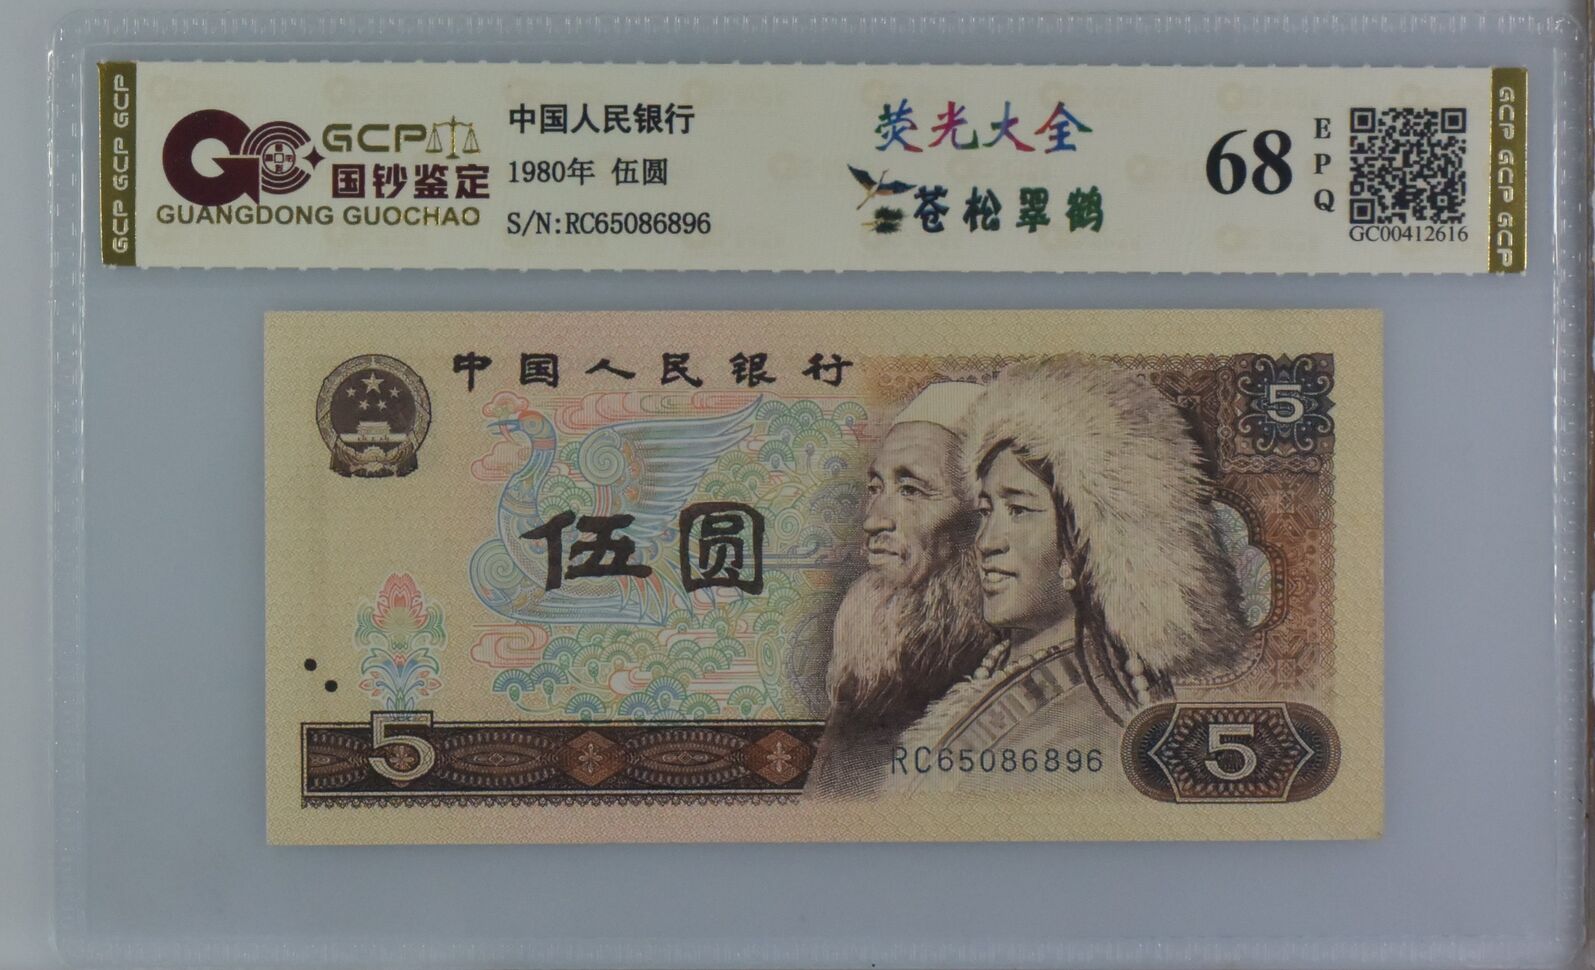 GCP GCP GCP
GCP
国钞鉴定
GUANGDONG GUOCHAO
中国人民银行
1980年 伍圆
S/N:RC65086896
荧光大全
苍松翠鹤
68
EPQ
GC00412616
GCP GCP GCP
中国人民银行
5
伍圆
5
RC65086896
5